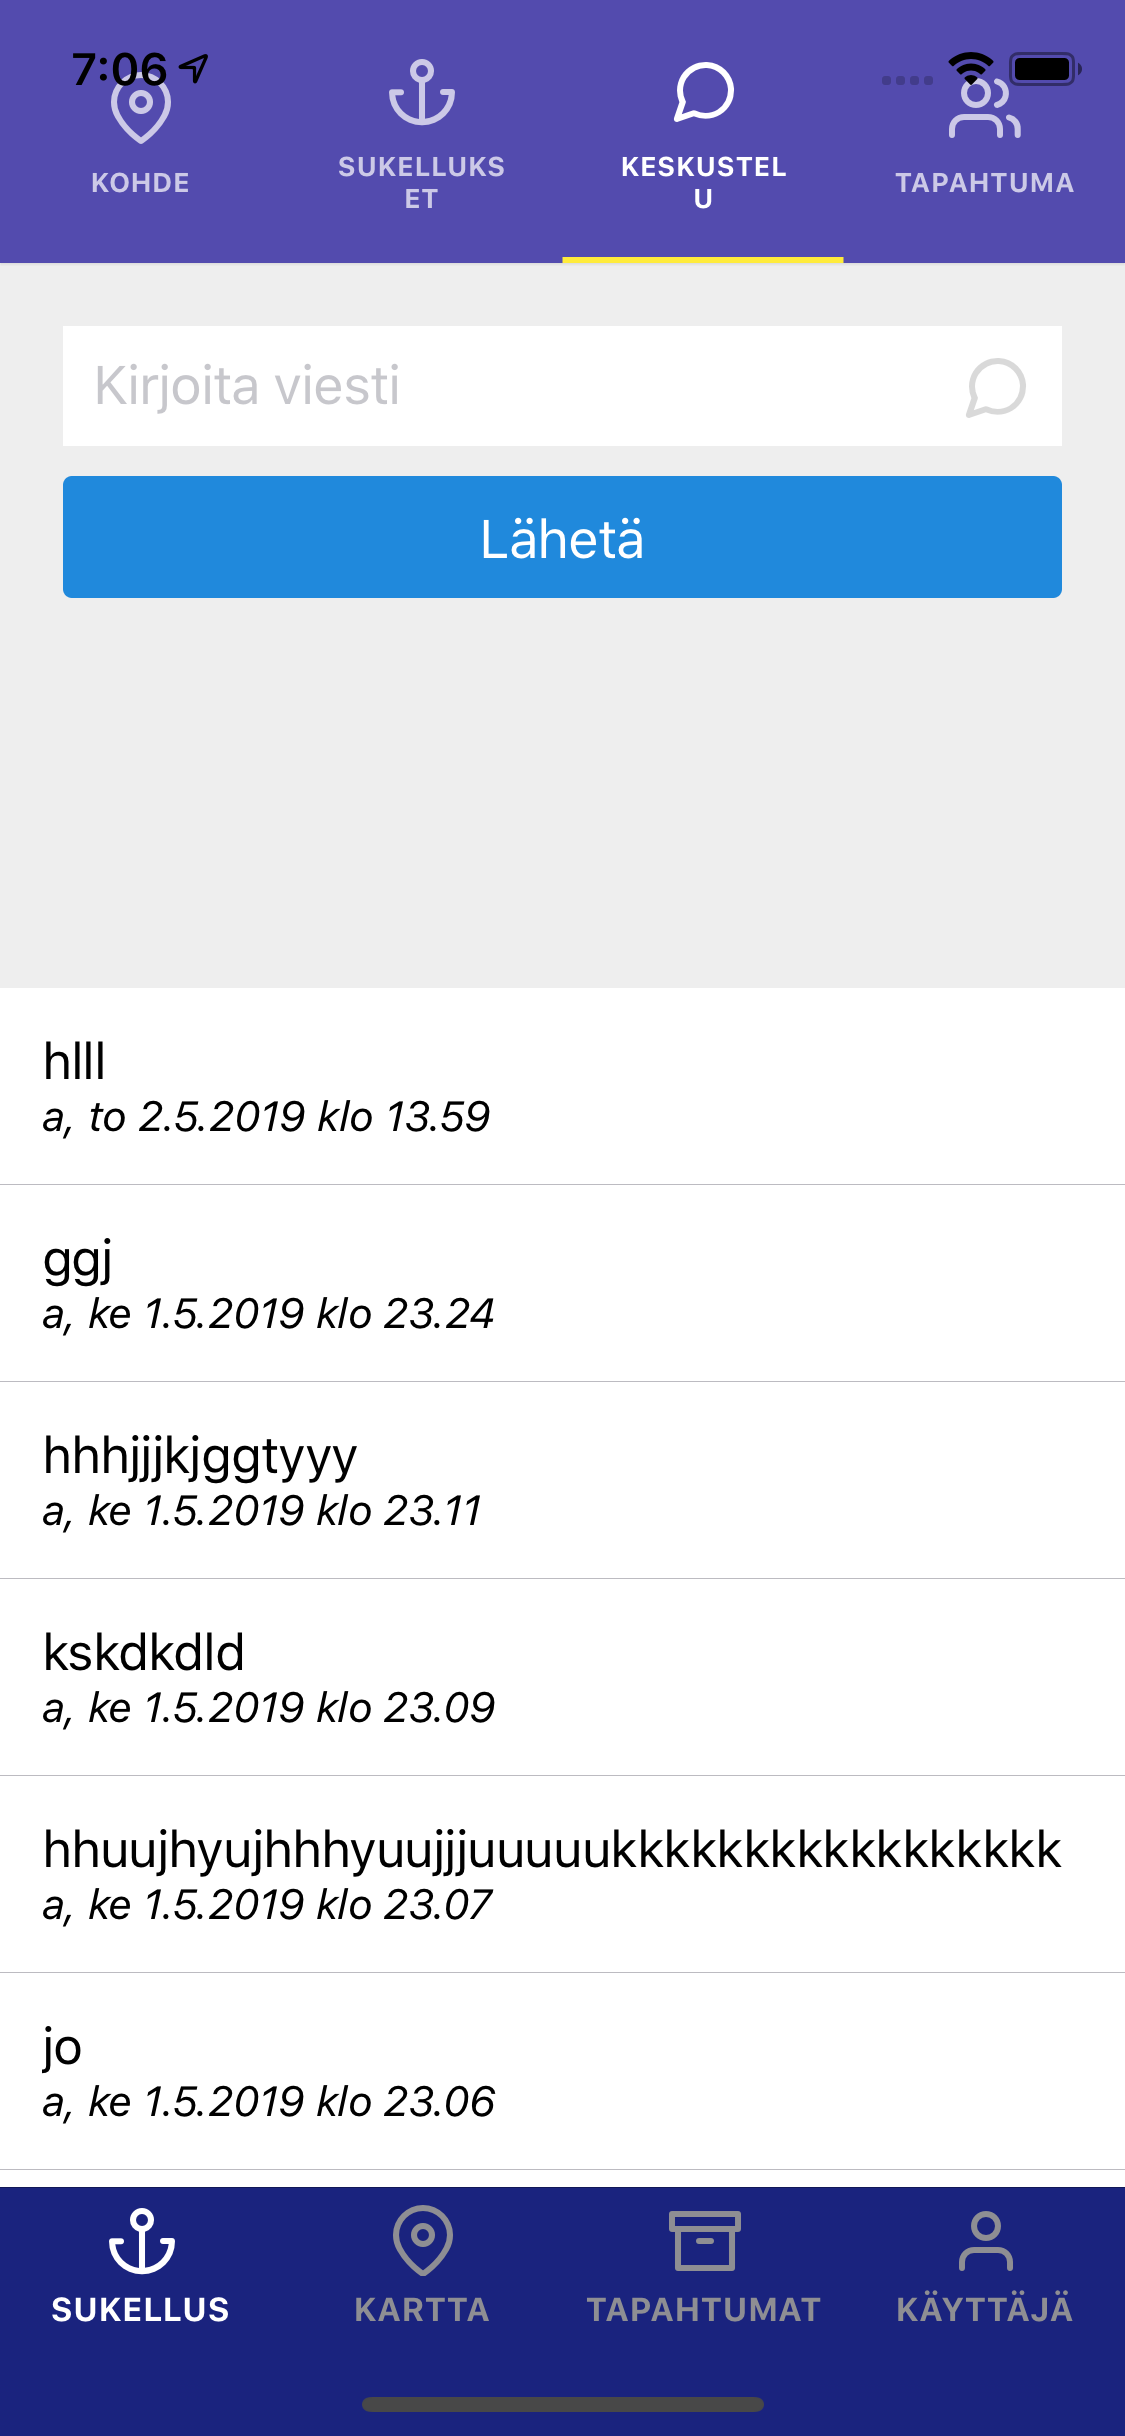 7:06
KOHDE
SUKELLUKS
ET
KESKUSTEL
U
TAPAHTUMA
Kirjoita viesti
Lähetä
hlll
a, to 2.5.2019 klo 13.59
ggj
a, ke 1.5.2019 klo 23.24
hhhjjjkjggtyyy
a, ke 1.5.2019 klo 23.11
kskdkdld
a, ke 1.5.2019 klo 23.09
hhuujhyujhhhyuujjjuuuuukkkkkkkkkkkkkkkkk
a, ke 1.5.2019 klo 23.07
jo
a, ke 1.5.2019 klo 23.06
SUKELLUS
KARTTA
TAPAHTUMAT
KÄYTTÄJÄ